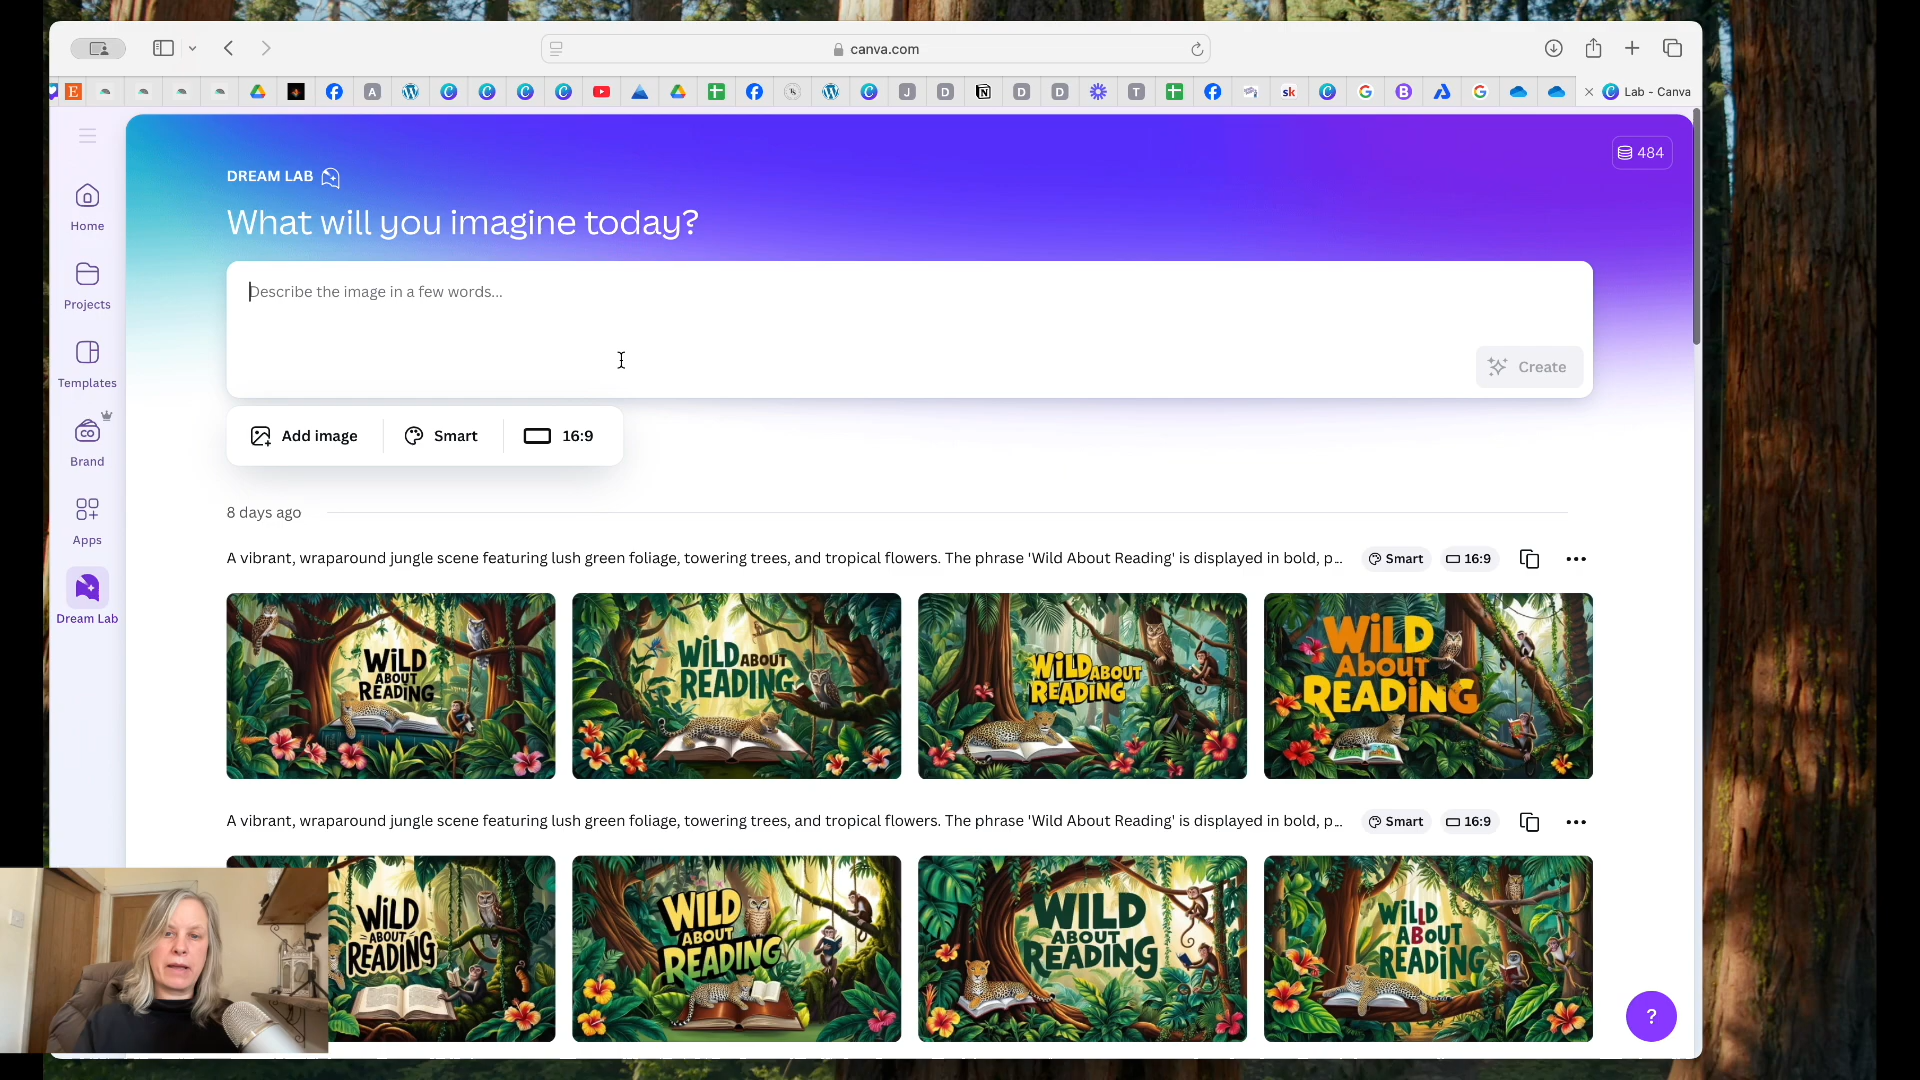 canva.com
Lab - Canva
484
DREAM LAB
What will you imagine today?
Describe the image in a few words...
Create
Add image
Smart
16:9
Home
Projects
Templates
CO
Brand
Apps
Dream Lab
8 days ago
A vibrant, wraparound jungle scene featuring lush green foliage, towering trees, and tropical flowers. The phrase 'Wild About Reading' is displayed in bold, p...
Smart
16:9
WiLD
ABOUT
READING
WiLD ABOUT
READING
WiLD ABOUT
READING
WiLD
ABOUT
READING
A vibrant, wraparound jungle scene featuring lush green foliage, towering trees, and tropical flowers. The phrase 'Wild About Reading' is displayed in bold, p...
Smart
16:9
WiLD
ABOUT
READING
WILD
ABOUT
READING
WILD
ABOUT
READING
WiLLD
ABOUT
READING
?